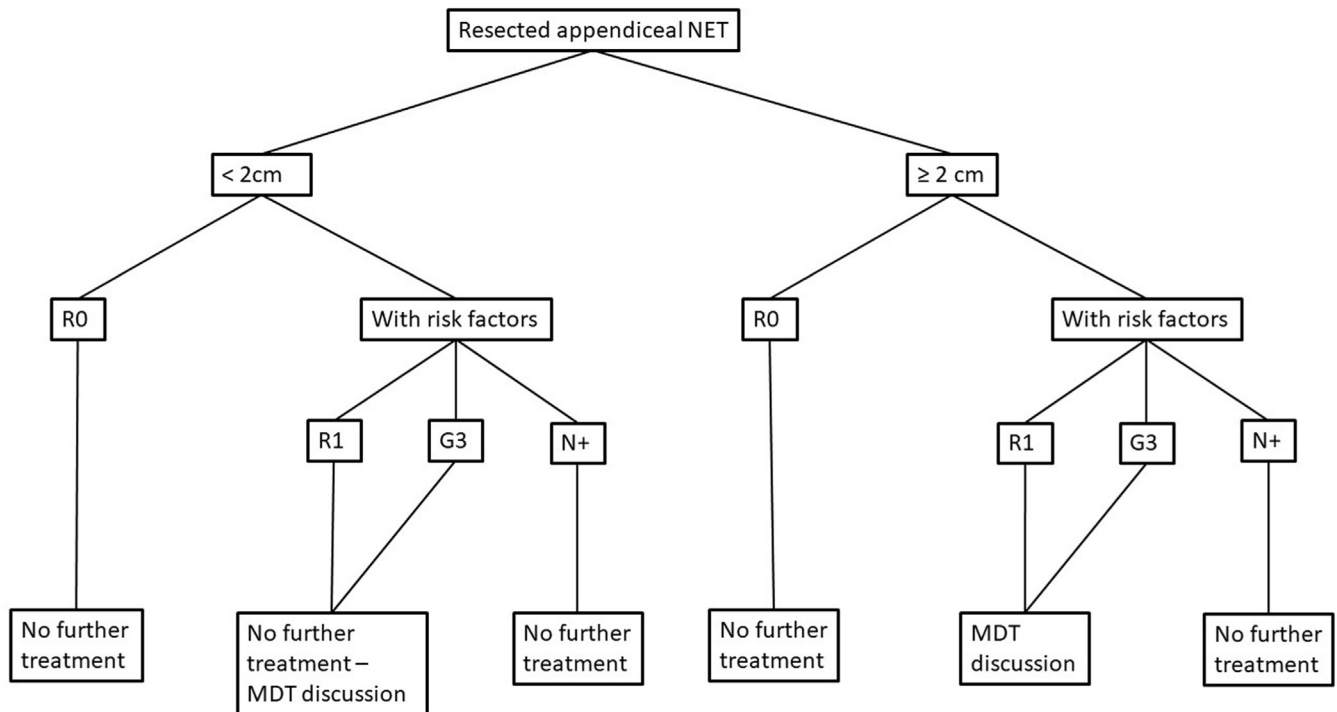 Resected appendiceal NET
< 2cm
≥ 2 cm
R0
With risk factors
R0
With risk factors
R1
G3
N+
R1
G3
N+
No further
treatment
No further
treatment –
MDT discussion
No further
treatment
No further
treatment
MDT
discussion
No further
treatment